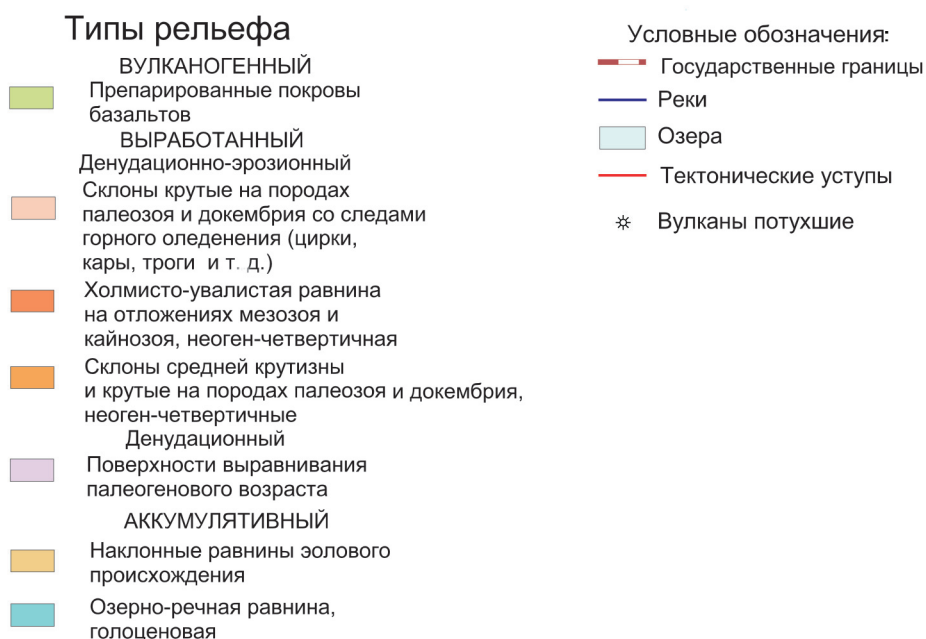 Типы рельефа
ВУЛКАНОГЕННЫЙ
Препарированные покровы
базальтов
ВЫРАБОТАННЫЙ
Денудационно-эрозионный
Склоны крутые на породах
палеозоя и докембрия со следами
горного оледенения (цирки,
кары, троги и т. д.)
Холмисто-увалистая равнина
на отложениях мезозоя и
кайнозоя, неоген-четвертичная
Склоны средней крутизны
и крутые на породах палеозоя и докембрия,
неоген-четвертичные
Денудационный
Поверхности выравнивания
палеогенового возраста
АККУМУЛЯТИВНЫЙ
Наклонные равнины эолового
происхождения
Озерно-речная равнина,
голоценовая
Условные обозначения:
Государственные границы
Реки
Озера
Тектонические уступы
Вулканы потухшие